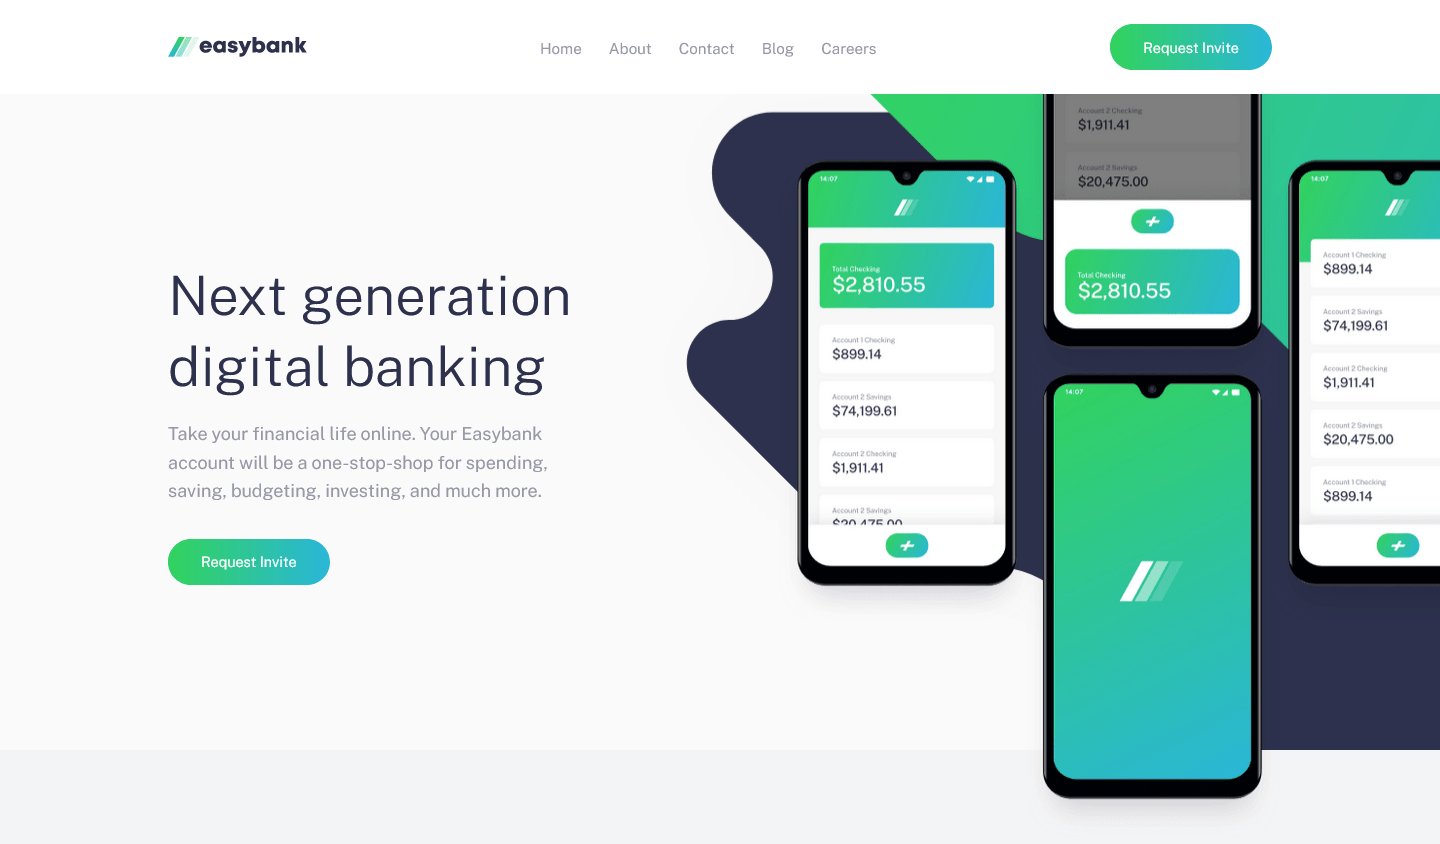 easybank
Home
About
Contact
Blog
Careers
Request Invite
Next generation
digital banking
Take your financial life online. Your Easybank
account will be a one-stop-shop for spending,
saving, budgeting, investing, and much more.
Request Invite
14:07
Total Checking
$2,810.55
Account 1 Checking
$899.14
Account 2 Savings
$74,199.61
Account 2 Checking
$1,911.41
Account 2 Savings
$20,475.00
Account 2 Checking
$1,911.41
Account 2 Savings
$20,475.00
Total Checking
$2,810.55
14:07
14:07
Account 1 Checking
$899.14
Account 2 Savings
$74,199.61
Account 2 Checking
$1,911.41
Account 2 Savings
$20,475.00
Account 1 Checking
$899.14